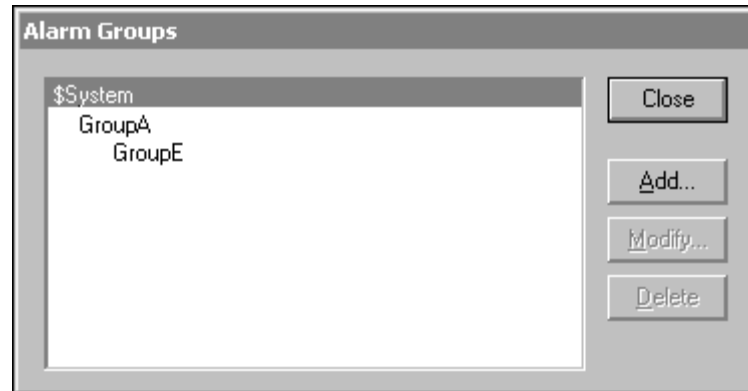 Alarm Groups
$System
GroupA
GroupE
Close
Add...
Modify...
Delete